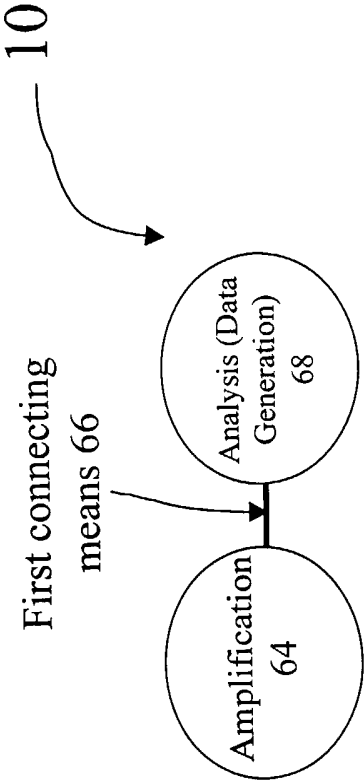 10
First connecting
means 66
Amplification
64
Analysis (Data
Generation)
68